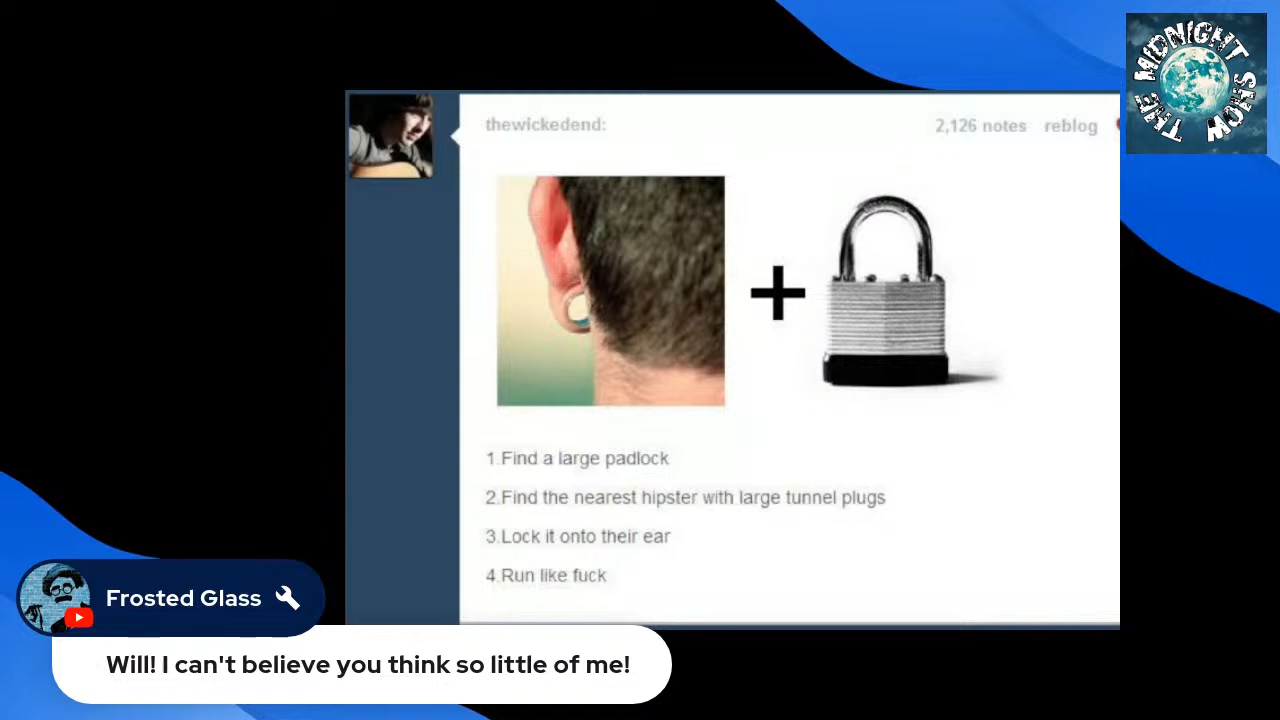 THE MIDNIGHT SHOW
thewickedend:
2,126 notes reblog
+
1.Find a large padlock
2.Find the nearest hipster with large tunnel plugs
3.Lock it onto their ear
4.Run like fuck
Frosted Glass
Will! I can't believe you think so little of me!